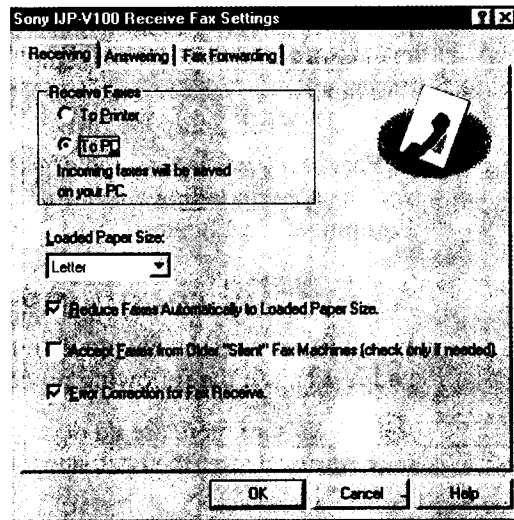 Sony IJP-V100 Receive Fax Settings
Receiving Answering Fax Forwarding
Receive Faxes
To Printer
To PC
Incoming faxes will be saved
on your PC.
Loaded Paper Size:
Letter
Reduce Faxes Automatically to Loaded Paper Size.
Accept Faxes from Older "Silent" Fax Machines (check only if needed).
Error Correction for Fax Receive.
OK Cancel Help